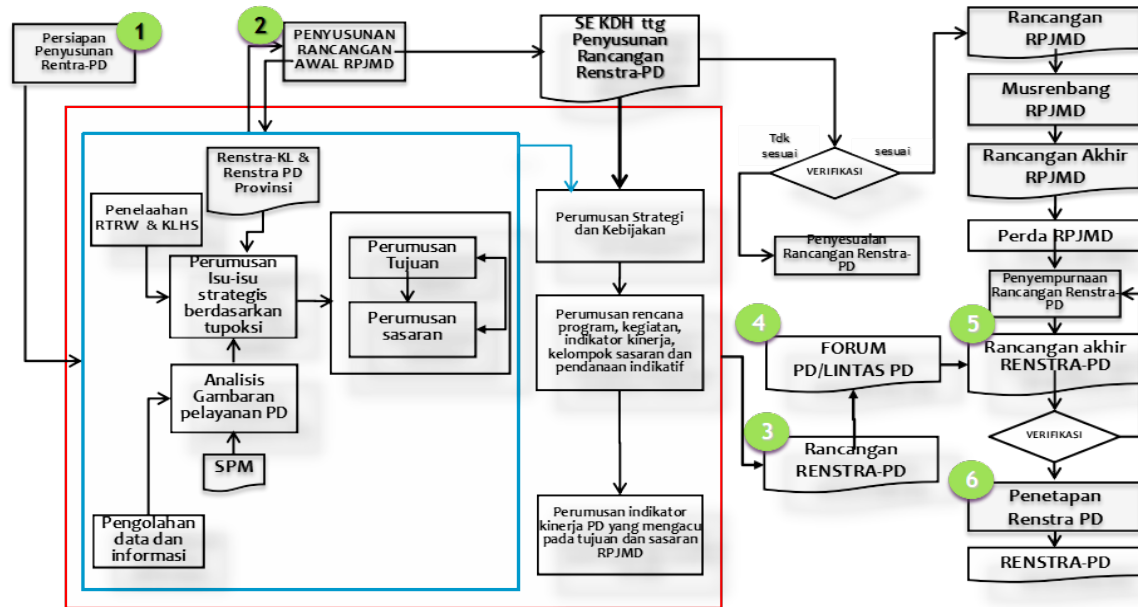 1
Persiapan
Penyusunan
Rentra-PD
2
PENYUSUNAN
RANCANGAN
AWAL RPJMD
SE KDH ttg
Penyusunan
Rancangan
Renstra-PD
Tdk
sesuai
sesuai
VERIFIKASI
Penyesualan
Rancangan Renstra-
PD
Rancangan
RPJMD
Musrenbang
RPJMD
Rancangan Akhir
RPJMD
Perda RPJMD
Penyempurnaan
Rancangan Renstra-
PD
5
Rancangan akhir
RENSTRA-PD
VERIFIKASI
6
Penetapan
Renstra PD
RENSTRA-PD
Renstra-KL &
Renstra PD
Provinsi
Penelaahan
RTRW & KLHS
Perumusan
Isu-isu
strategis
berdasarkan
tupoksi
Analisis
Gambaran
pelayanan PD
SPM
Pengolahan
data dan
informasi
Perumusan
Tujuan
Perumusan
sasaran
Perumusan Strategi
dan Kebijakan
Perumusan rencana
program, kegiatan,
indikator kinerja,
kelompok sasaran dan
pendanaan indikatif
Perumusan indikator
kinerja PD yang mengacu
pada tujuan dan sasaran
RPJMD
4
FORUM
PD/LINTAS PD
3
Rancangan
RENSTRA-PD